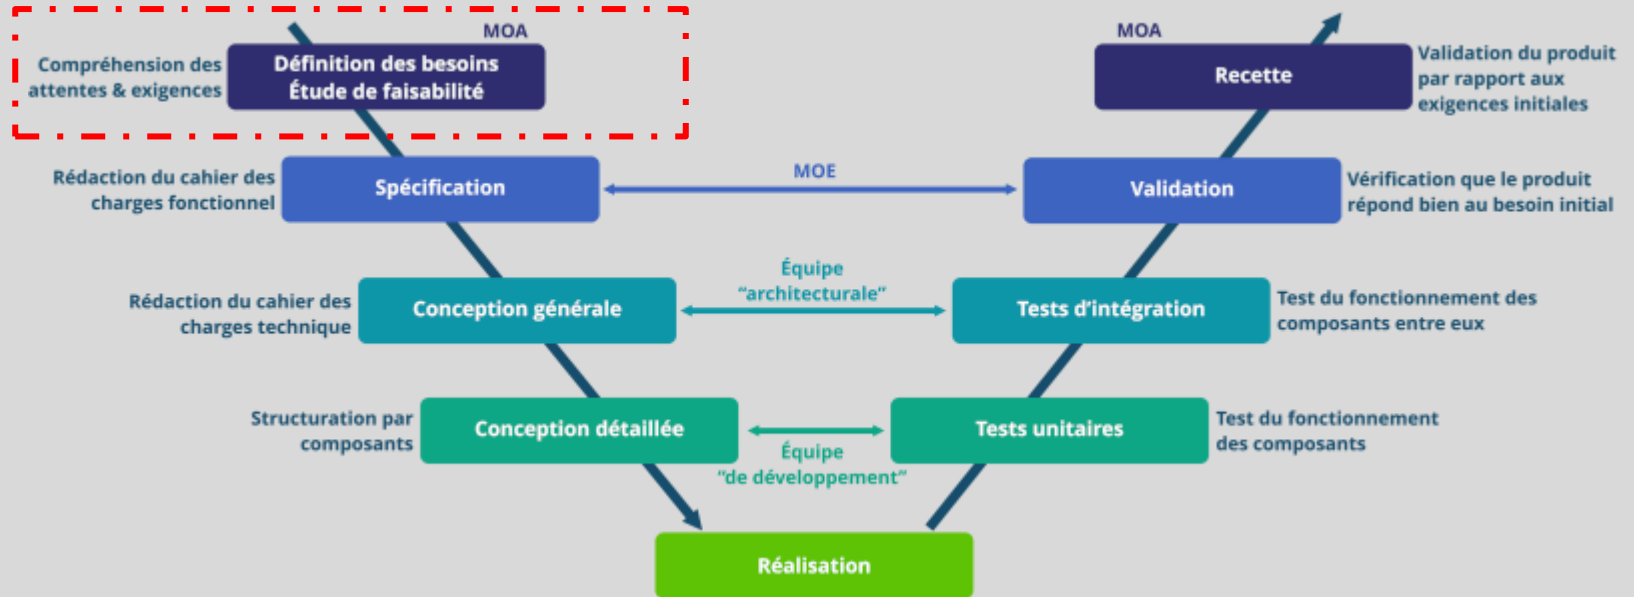 MOA
MOA
Compréhension des
attentes & exigences
Définition des besoins
Étude de faisabilité
Recette
Validation du produit
par rapport aux
exigences initiales
Rédaction du cahier des
charges fonctionnel
Spécification
MOE
Validation
Vérification que le produit
répond bien au besoin initial
Rédaction du cahier des
charges technique
Conception générale
Équipe
“architecturale”
Tests d’intégration
Test du fonctionnement des
composants entre eux
Structuration par
composants
Conception détaillée
Équipe
“de développement”
Tests unitaires
Test du fonctionnement
des composants
Réalisation